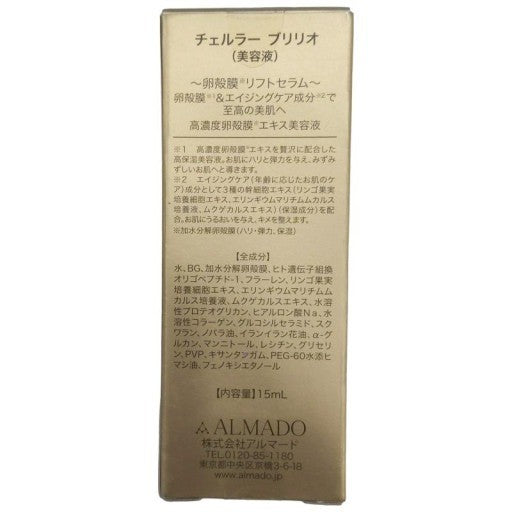 チェルラー ブリリオ
（美容液）
～卵殻膜※リフトセラム～
卵殻膜※1＆エイジングケア成分※2で
至高の美肌へ
高濃度卵殻膜※エキス美容液
※1 高濃度卵殻膜※エキスを贅沢に配合した
高保湿美容液。お肌にハリと弾力を与え、みずみ
ずしいお肌へと導きます。
※2 エイジングケア（年齢に応じたお肌のケ
ア）成分として3種の幹細胞エキス（リンゴ果実
培養細胞エキス、エリンギウムマリチムムカルス
培養液、ムクゲカルスエキス）（保湿成分）を配
合。お肌にうるおいを与え、キメを整えます。
※加水分解卵殻膜（ハリ・弾力、保湿）
【全成分】
水、BG、加水分解卵殻膜、ヒト遺伝子組換
オリゴペプチド-1、フラーレン、リンゴ果実
培養細胞エキス、エリンギウムマリチムム
カルス培養液、ムクゲカルスエキス、水溶
性プロテオグリカン、ヒアルロン酸Na、水
溶性コラーゲン、グルコシルセラミド、スク
ワラン、ノバラ油、イランイラン花油、α-グ
ルカン、マンニトール、レシチン、グリセリ
ン、PVP、キサンタンガム、PEG-60水添ヒ
マシ油、フェノキシエタノール
【内容量】15mL
ALMADO
株式会社アルマード
TEL.0120-85-1180
東京都中央区京橋3-6-18
www.almado.jp